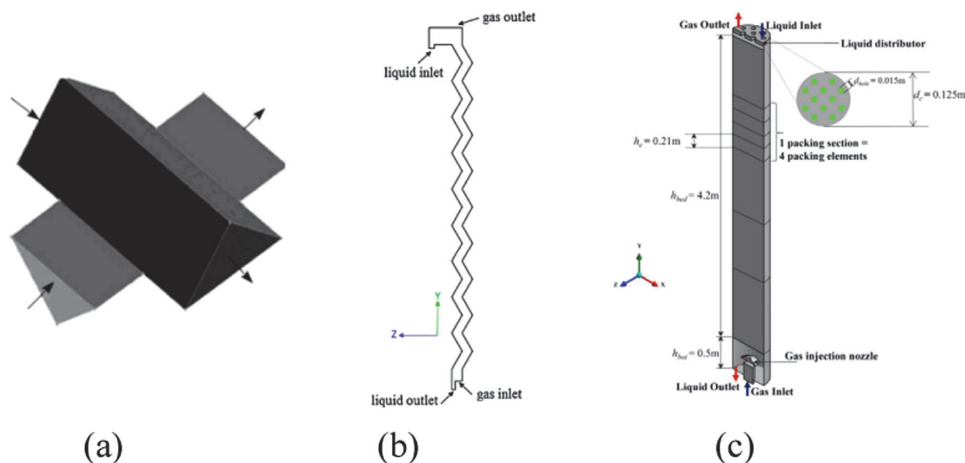 gas outlet
liquid inlet
Y
Z
liquid outlet
gas inlet
Gas Outlet
Liquid Inlet
Liquid distributor
d_hole = 0.015m
d_c = 0.125m
1 packing section =
4 packing elements
h_e = 0.21m
h_bed = 4.2m
Y
Z
X
h_bot = 0.5m
Gas injection nozzle
Liquid Outlet
Gas Inlet
(a)
(b)
(c)